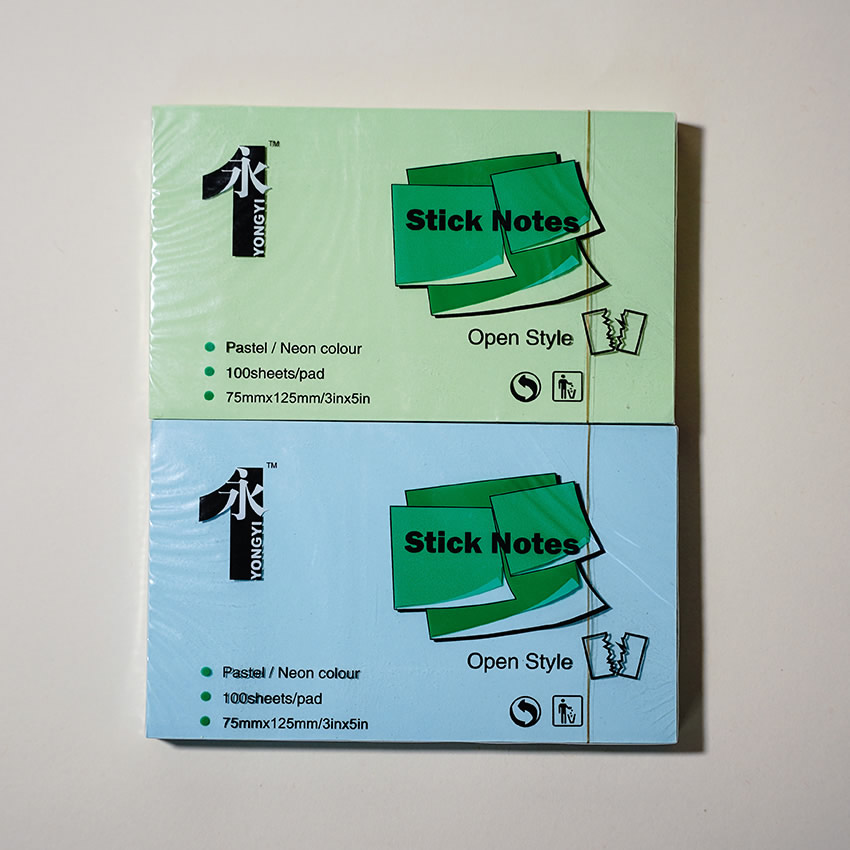 永
TM
YONGYI
Stick Notes
Open Style
Pastel / Neon colour
100sheets/pad
75mmx125mm/3inx5in
永
TM
YONGYI
Stick Notes
Open Style
Pastel / Neon colour
100sheets/pad
75mmx125mm/3inx5in